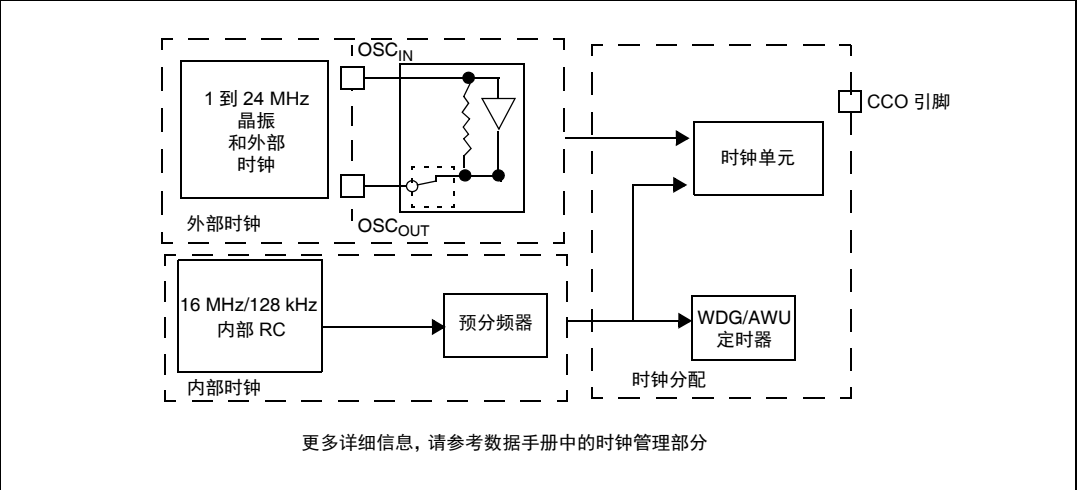 OSCIN
1 到 24 MHz
晶振
和外部
时钟
外部时钟
OSCOUT
CCO 引脚
时钟单元
16 MHz/128 kHz
内部 RC
预分频器
内部时钟
WDG/AWU
定时器
时钟分配
更多详细信息, 请参考数据手册中的时钟管理部分